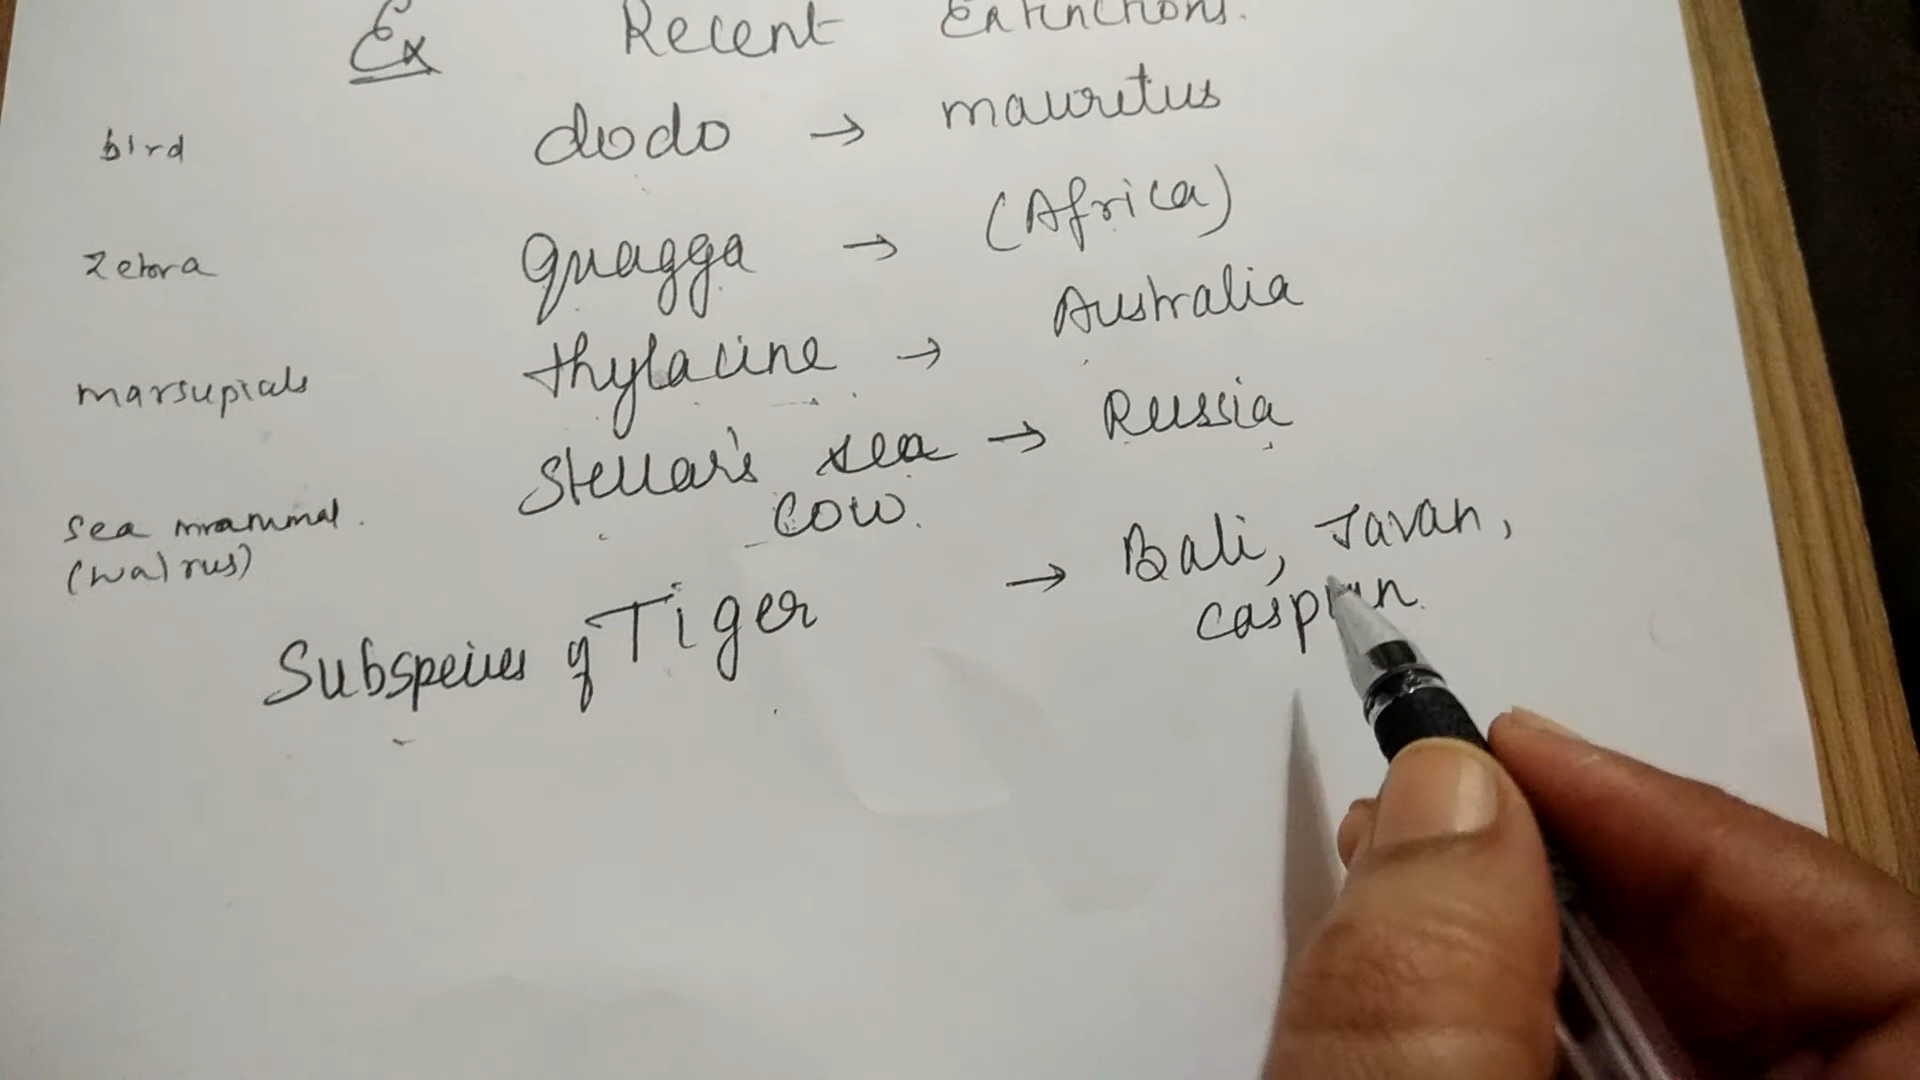 Ex Recent Extinctions.
bird dodo → mauritus
Zebra Quagga → (Africa)
marsupials thylacine → Australia
Sea mammal. Stellar's sea → Russia
(walrus) cow.
Subspeices of Tiger → Bali, Javan,
caspian.